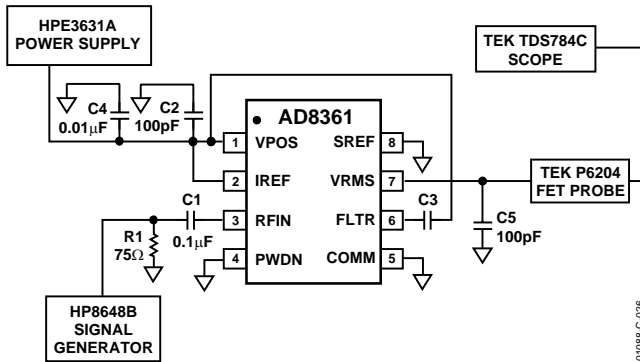 HPE3631A
POWER SUPPLY
TEK TDS784C
SCOPE
C4
0.01μF
C2
100pF
AD8361
1 VPOS
SREF 8
2 IREF
VRMS 7
TEK P6204
FET PROBE
C1
0.1μF
3 RFIN
FLTR 6
C3
C5
100pF
R1
75Ω
4 PWDN
COMM 5
HP8648B
SIGNAL
GENERATOR
01088-C-026